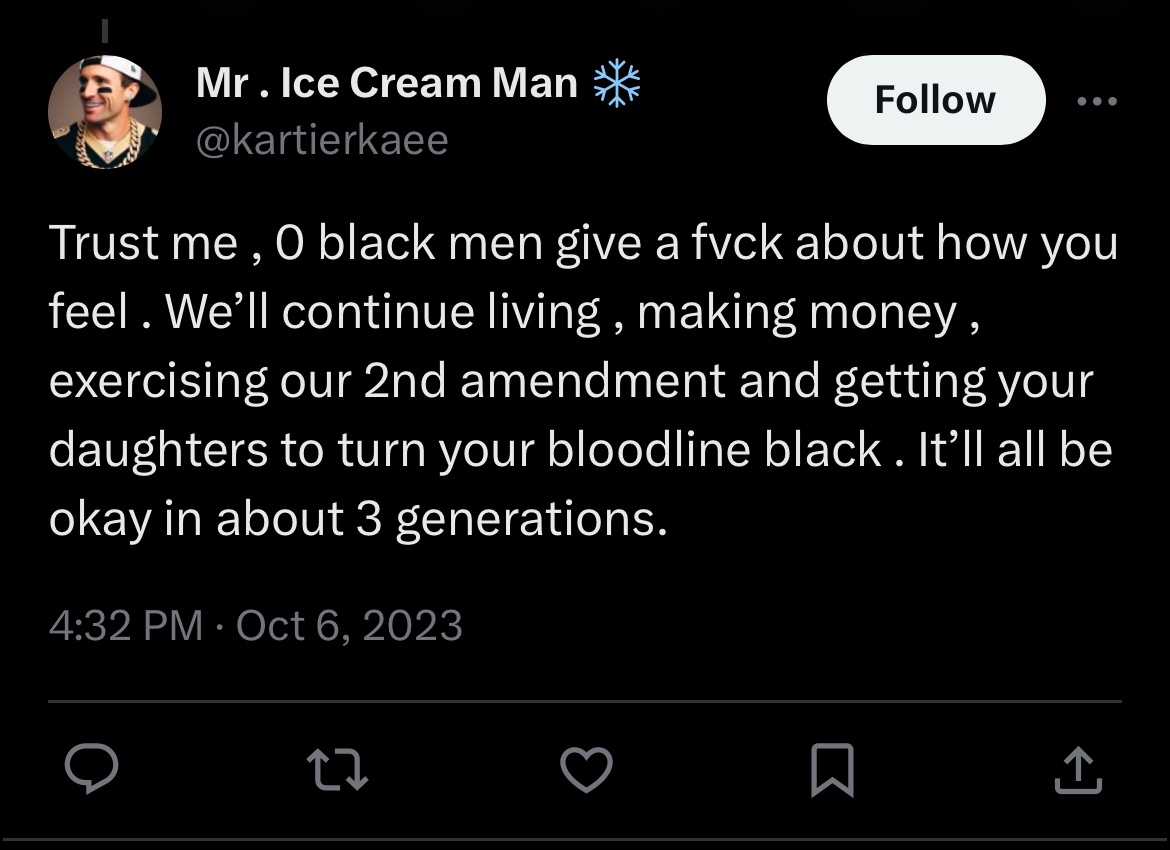 Mr . Ice Cream Man ❄️
@kartierkaee
Follow
Trust me , 0 black men give a fvck about how you
feel . We’ll continue living , making money ,
exercising our 2nd amendment and getting your
daughters to turn your bloodline black . It’ll all be
okay in about 3 generations.
4:32 PM · Oct 6, 2023